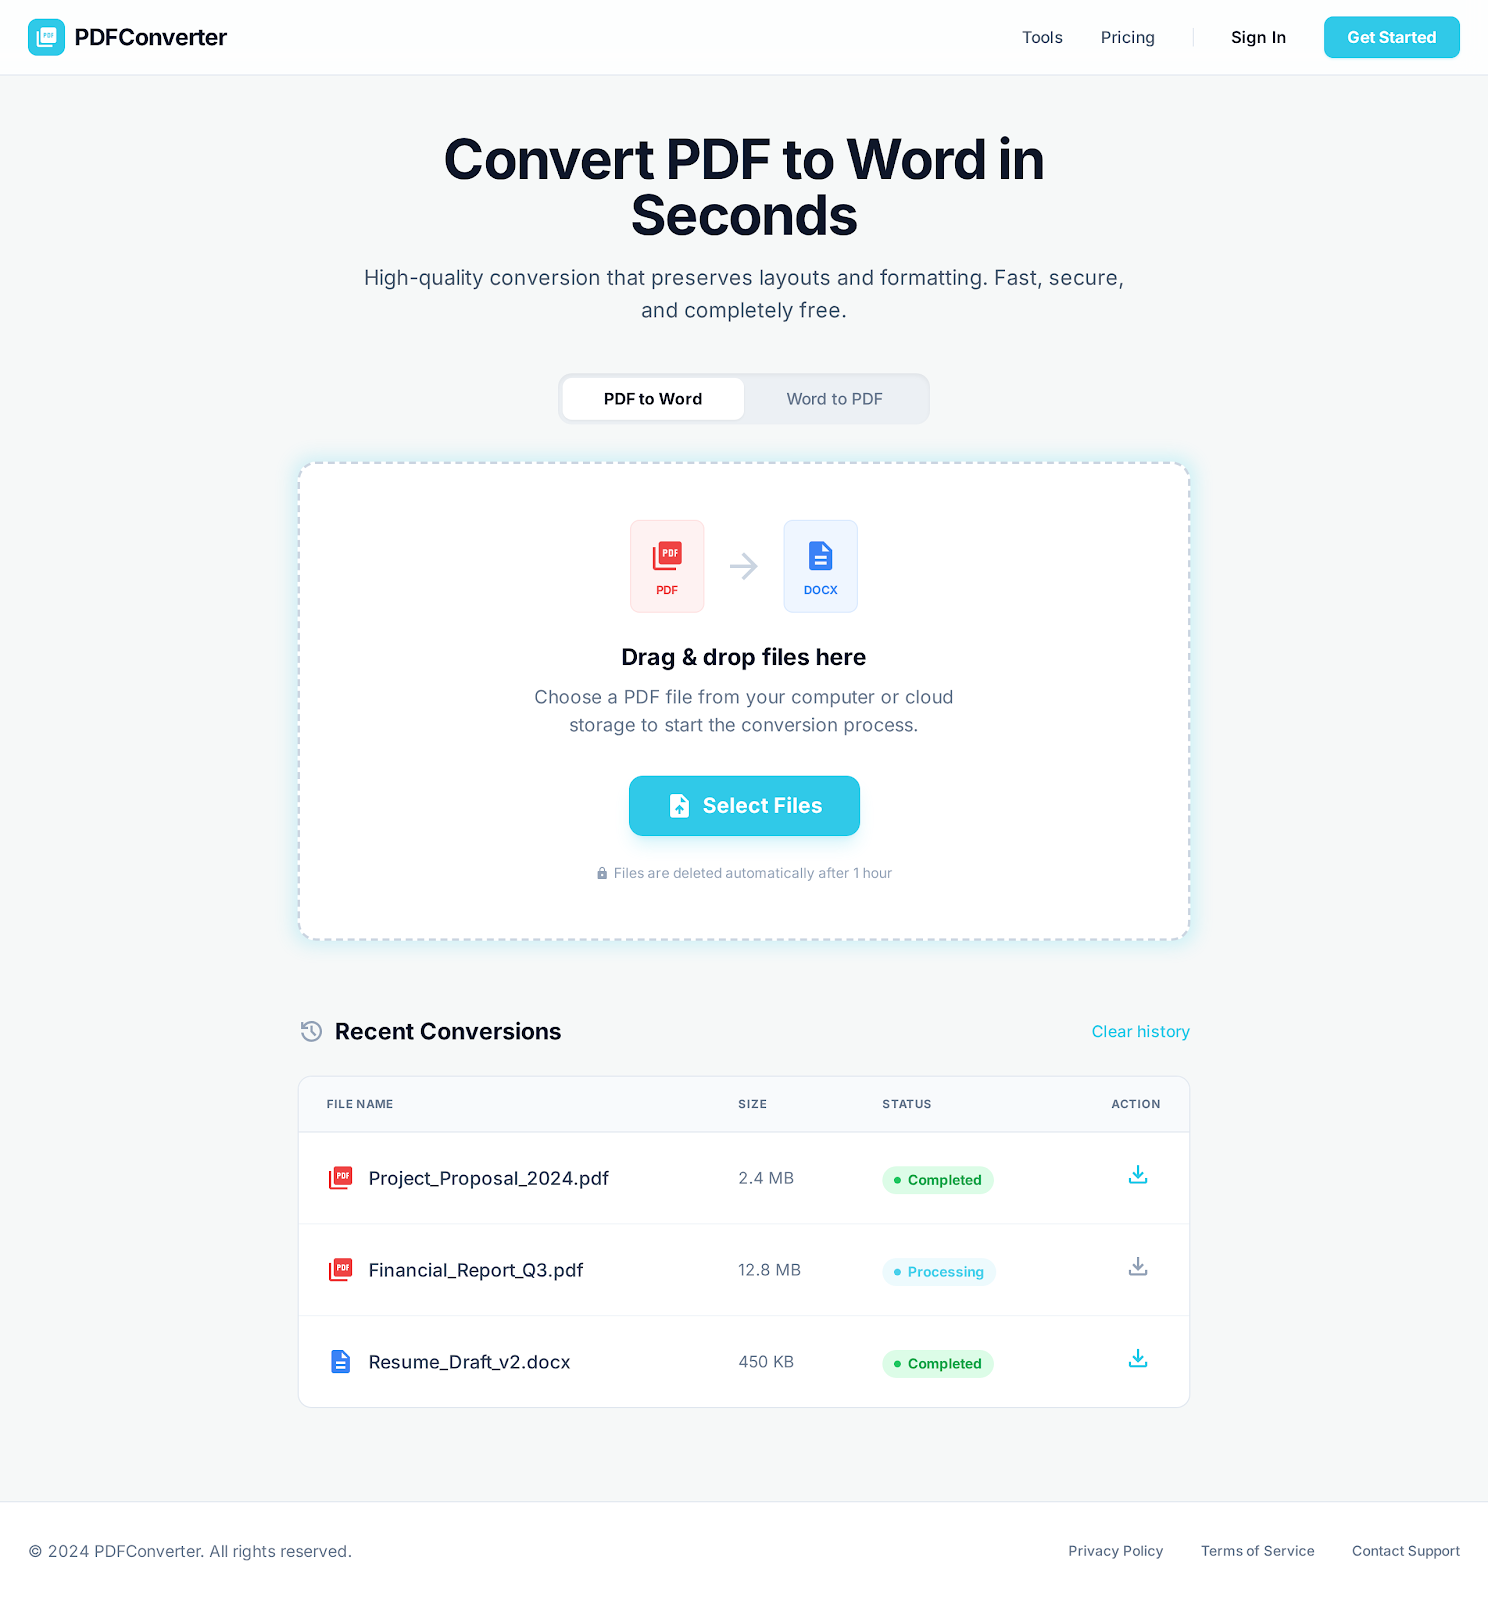 PDF
PDFConverter
Tools
Pricing
Sign In
Get Started
Convert PDF to Word in
Seconds
High-quality conversion that preserves layouts and formatting. Fast, secure,
and completely free.
PDF to Word
Word to PDF
PDF
PDF
DOCX
Drag & drop files here
Choose a PDF file from your computer or cloud
storage to start the conversion process.
Select Files
Files are deleted automatically after 1 hour
Recent Conversions
Clear history
FILE NAME
SIZE
STATUS
ACTION
PDF
Project_Proposal_2024.pdf
2.4 MB
Completed
PDF
Financial_Report_Q3.pdf
12.8 MB
Processing
Resume_Draft_v2.docx
450 KB
Completed
© 2024 PDFConverter. All rights reserved.
Privacy Policy
Terms of Service
Contact Support